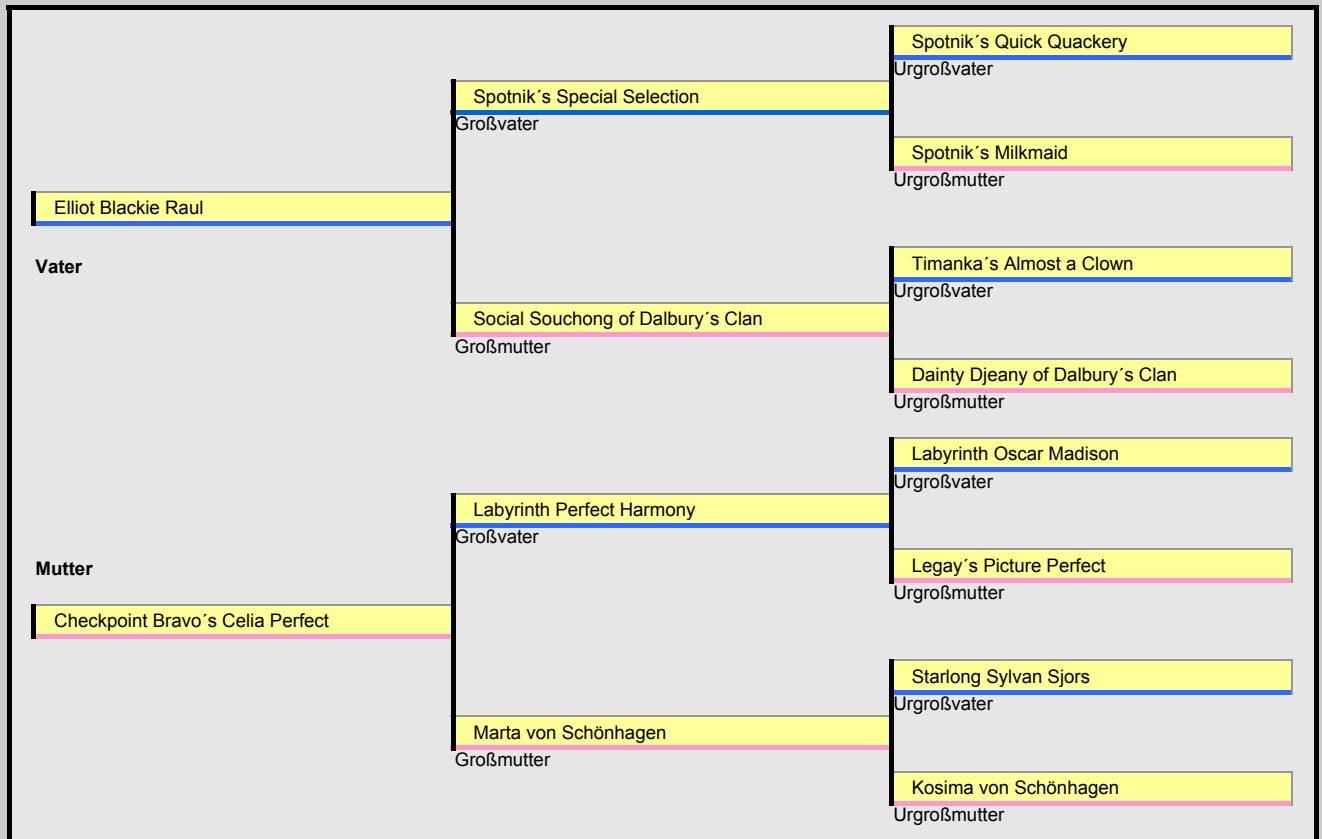 Spotnik´s Quick Quackery
Urgroßvater
Spotnik´s Special Selection
Großvater
Spotnik´s Milkmaid
Urgroßmutter
Elliot Blackie Raul
Vater
Timanka´s Almost a Clown
Urgroßvater
Social Souchong of Dalbury´s Clan
Großmutter
Dainty Djeany of Dalbury´s Clan
Urgroßmutter
Labyrinth Oscar Madison
Urgroßvater
Labyrinth Perfect Harmony
Großvater
Legay´s Picture Perfect
Urgroßmutter
Mutter
Checkpoint Bravo´s Celia Perfect
Starlong Sylvan Sjors
Urgroßvater
Marta von Schönhagen
Großmutter
Kosima von Schönhagen
Urgroßmutter